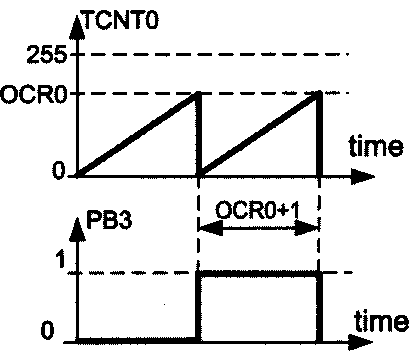 TCNT0
255
OCR0
0
time
OCR0+1
PB3
1
0
time